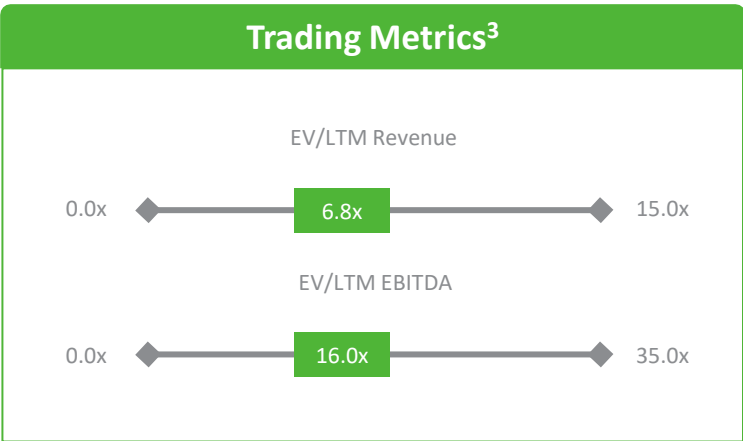 Trading Metrics³
EV/LTM Revenue
0.0x 6.8x 15.0x
EV/LTM EBITDA
0.0x 16.0x 35.0x